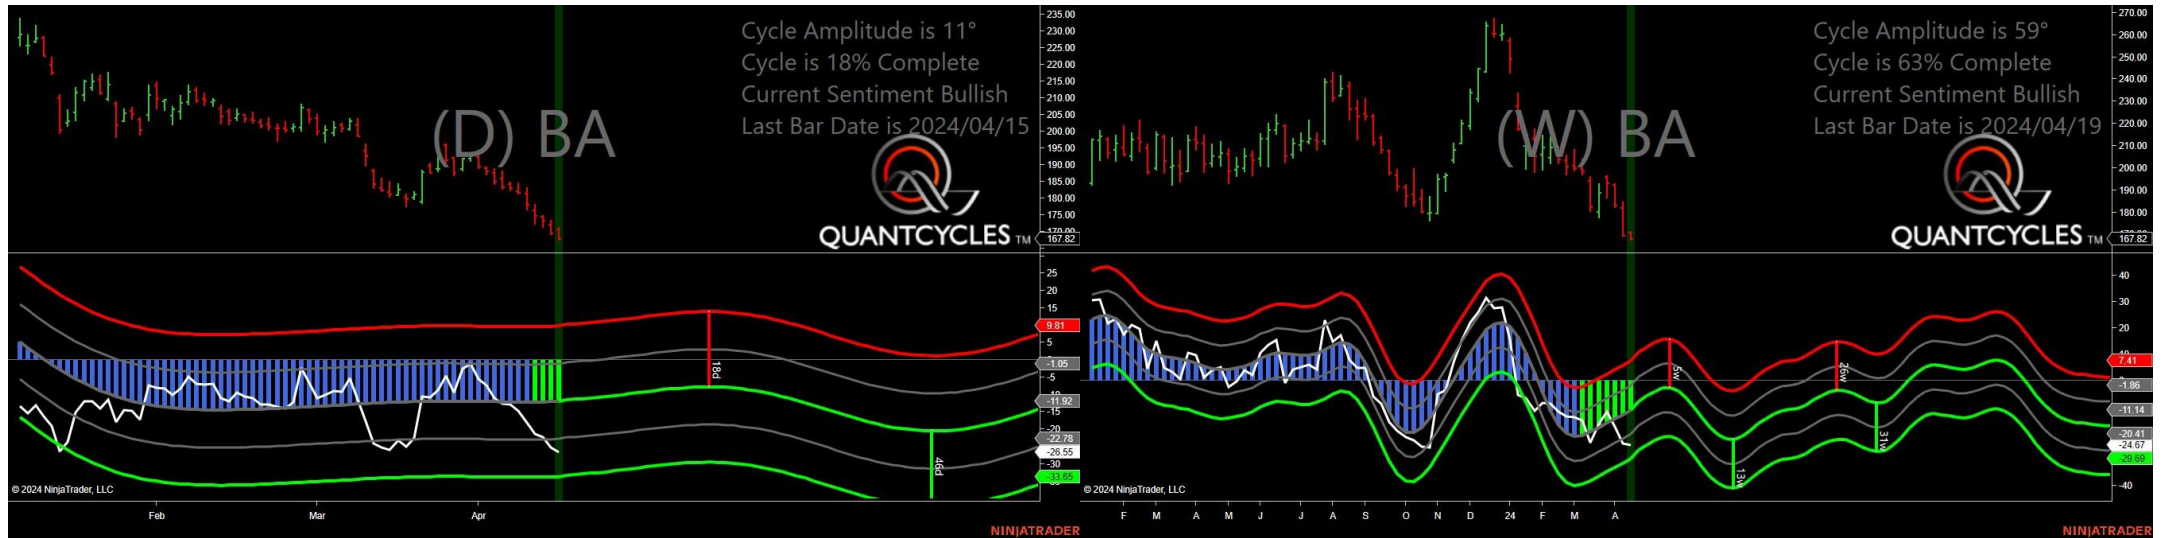 Cycle Amplitude is 11°
Cycle is 18% Complete
Current Sentiment Bullish
Last Bar Date is 2024/04/15
(D) BA
QUANTCYCLES TM
235.00
230.00
225.00
220.00
215.00
210.00
205.00
200.00
195.00
190.00
185.00
180.00
175.00
170.00
167.82
25
20
15
9.81
5
-1.05
-5
-11.92
-15
-20
-22.78
-26.55
-30
-33.65
18d
46d
© 2024 NinjaTrader, LLC
Feb
Mar
Apr
NINJATRADER
Cycle Amplitude is 59°
Cycle is 63% Complete
Current Sentiment Bullish
Last Bar Date is 2024/04/19
(W) BA
QUANTCYCLES TM
270.00
260.00
250.00
240.00
230.00
220.00
210.00
200.00
190.00
180.00
167.82
40
30
20
7.41
-1.86
-11.14
-20.41
-24.67
-29.69
-40
5w
13w
26w
31w
© 2024 NinjaTrader, LLC
F
M
A
M
J
J
A
S
O
N
D
24
F
M
A
NINJATRADER